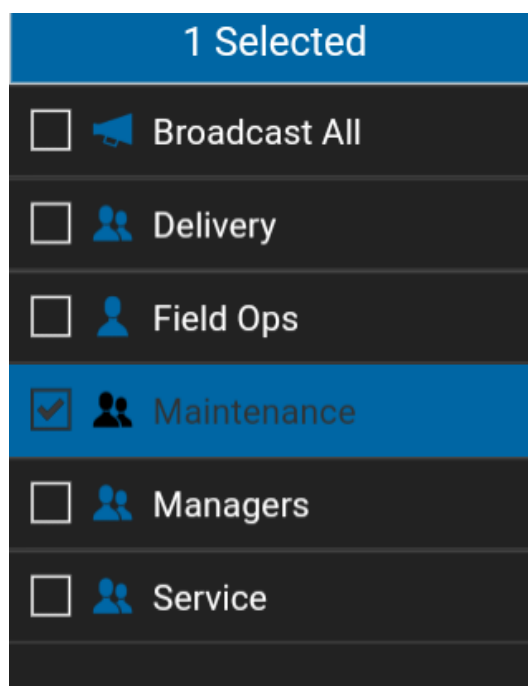 1 Selected
Broadcast All
Delivery
Field Ops
Maintenance
Managers
Service